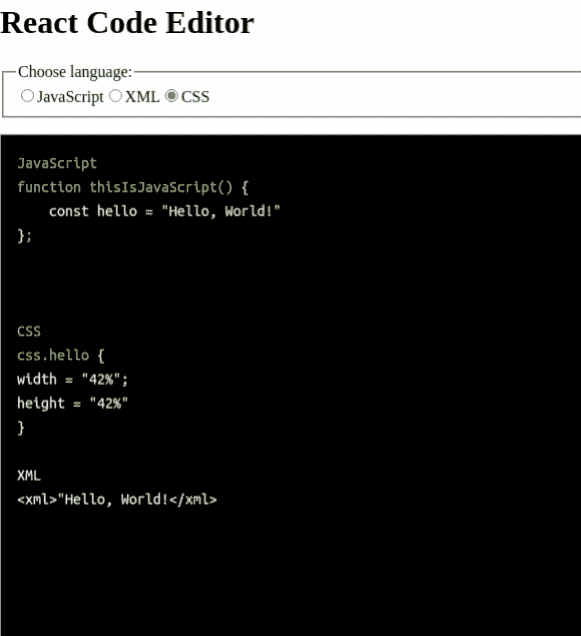 React Code Editor
Choose language:
JavaScript XML CSS
JavaScript
function thisIsJavaScript() {
    const hello = "Hello, World!"
};
CSS
css.hello {
width = "42%";
height = "42%"
}
XML
<xml>"Hello, World!</xml>